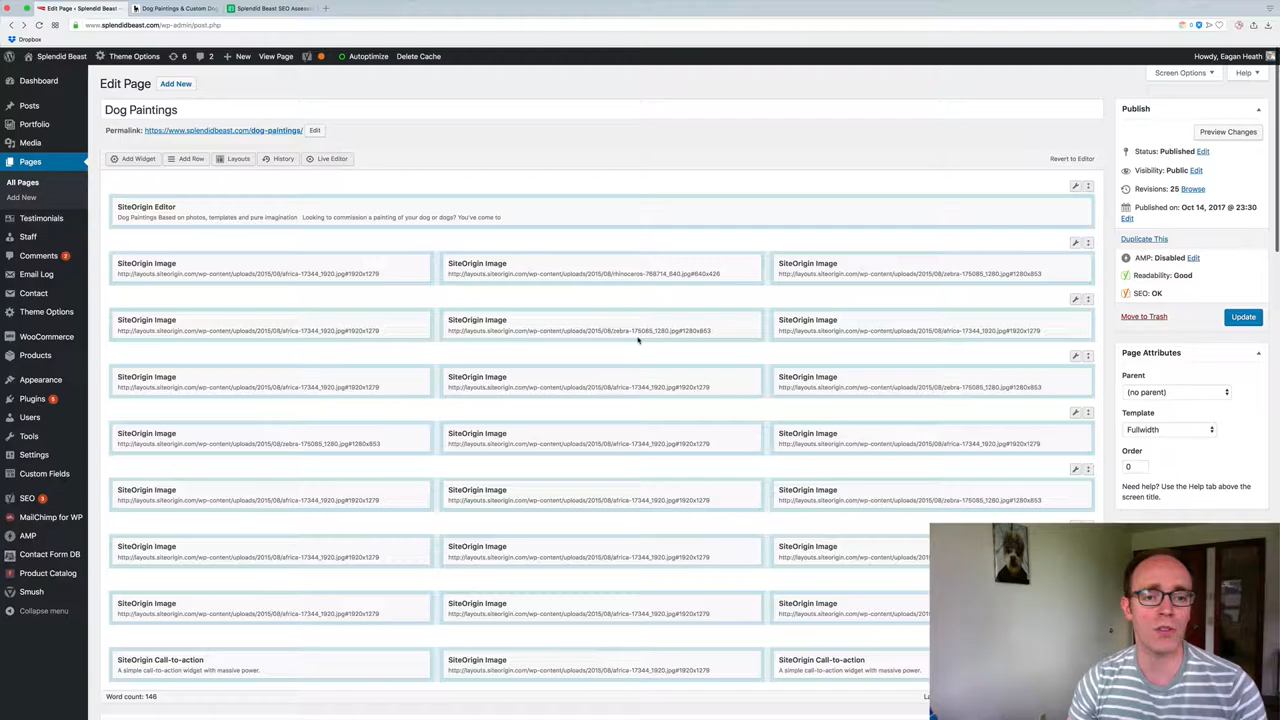 Edit Page ‹ Splendid Beast —
Dog Paintings & Custom Dog
Splendid Beast SEO Assess
www.splendidbeast.com/wp-admin/post.php
Dropbox
Splendid Beast
Theme Options
6
2
New
View Page
Autoptimize
Delete Cache
Howdy, Eagan Heath
Dashboard
Posts
Portfolio
Media
Pages
All Pages
Add New
Testimonials
Staff
Comments 2
Email Log
Contact
Theme Options
WooCommerce
Products
Appearance
Plugins 5
Users
Tools
Settings
Custom Fields
SEO 3
MailChimp for WP
AMP
Contact Form DB
Product Catalog
Smush
Collapse menu
Edit Page
Add New
Screen Options
Help
Dog Paintings
Permalink: https://www.splendidbeast.com/dog-paintings/
Edit
Add Widget
Add Row
Layouts
History
Live Editor
Revert to Editor
SiteOrigin Editor
Dog Paintings Based on photos, templates and pure imagination Looking to commission a painting of your dog or dogs? You've come to
SiteOrigin Image
http://layouts.siteorigin.com/wp-content/uploads/2015/08/africa-17344_1920.jpg#1920x1279
SiteOrigin Image
http://layouts.siteorigin.com/wp-content/uploads/2015/08/rhinoceros-768714_640.jpg#640x426
SiteOrigin Image
http://layouts.siteorigin.com/wp-content/uploads/2015/08/zebra-175085_1280.jpg#1280x853
SiteOrigin Image
http://layouts.siteorigin.com/wp-content/uploads/2015/08/africa-17344_1920.jpg#1920x1279
SiteOrigin Image
http://layouts.siteorigin.com/wp-content/uploads/2015/08/zebra-175085_1280.jpg#1280x853
SiteOrigin Image
http://layouts.siteorigin.com/wp-content/uploads/2015/08/africa-17344_1920.jpg#1920x1279
SiteOrigin Image
http://layouts.siteorigin.com/wp-content/uploads/2015/08/africa-17344_1920.jpg#1920x1279
SiteOrigin Image
http://layouts.siteorigin.com/wp-content/uploads/2015/08/africa-17344_1920.jpg#1920x1279
SiteOrigin Image
http://layouts.siteorigin.com/wp-content/uploads/2015/08/zebra-175085_1280.jpg#1280x853
SiteOrigin Image
http://layouts.siteorigin.com/wp-content/uploads/2015/08/zebra-175085_1280.jpg#1280x853
SiteOrigin Image
http://layouts.siteorigin.com/wp-content/uploads/2015/08/africa-17344_1920.jpg#1920x1279
SiteOrigin Image
http://layouts.siteorigin.com/wp-content/uploads/2015/08/africa-17344_1920.jpg#1920x1279
SiteOrigin Image
http://layouts.siteorigin.com/wp-content/uploads/2015/08/africa-17344_1920.jpg#1920x1279
SiteOrigin Image
http://layouts.siteorigin.com/wp-content/uploads/2015/08/africa-17344_1920.jpg#1920x1279
SiteOrigin Image
http://layouts.siteorigin.com/wp-content/uploads/2015/08/zebra-175085_1280.jpg#1280x853
SiteOrigin Image
http://layouts.siteorigin.com/wp-content/uploads/2015/08/africa-17344_1920.jpg#1920x1279
SiteOrigin Image
http://layouts.siteorigin.com/wp-content/uploads/2015/08/africa-17344_1920.jpg#1920x1279
SiteOrigin Image
http://layouts.siteorigin.com/wp-content/
SiteOrigin Image
http://layouts.siteorigin.com/wp-content/uploads/2015/08/africa-17344_1920.jpg#1920x1279
SiteOrigin Image
http://layouts.siteorigin.com/wp-content/uploads/2015/08/africa-17344_1920.jpg#1920x1279
SiteOrigin Image
http://layouts.siteorigin.com/wp-content/
SiteOrigin Call-to-action
A simple call-to-action widget with massive power.
SiteOrigin Image
http://layouts.siteorigin.com/wp-content/uploads/2015/08/africa-17344_1920.jpg#1920x1279
SiteOrigin Call-to-action
A simple call-to-action widget with massive power.
Word count: 146
Publish
Preview Changes
Status: Published Edit
Visibility: Public Edit
Revisions: 25 Browse
Published on: Oct 14, 2017 @ 23:30
Edit
Duplicate This
AMP: Disabled Edit
Readability: Good
SEO: OK
Move to Trash
Update
Page Attributes
Parent
(no parent)
Template
Fullwidth
Order
0
Need help? Use the Help tab above the
screen title.